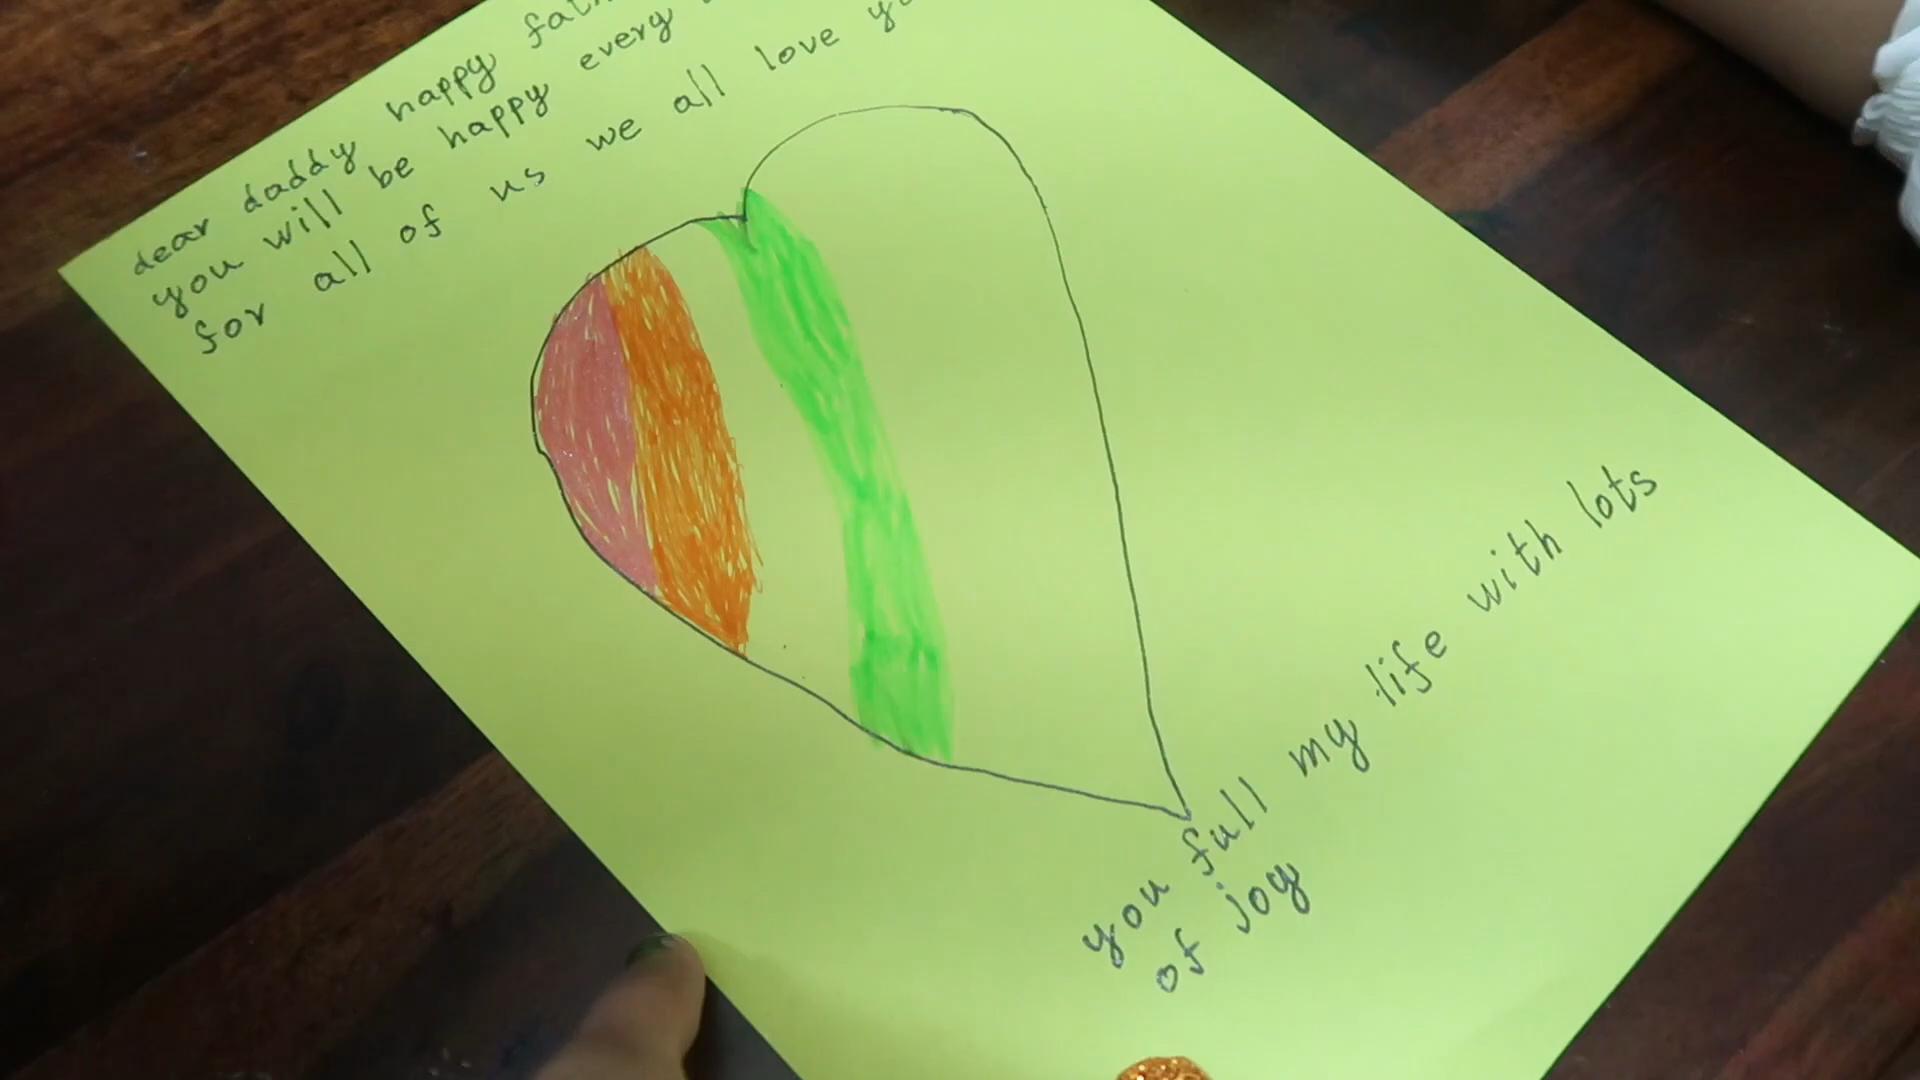 dear daddy happy
you will be happy every
for all of us we all love
you full my life with lots
of joy